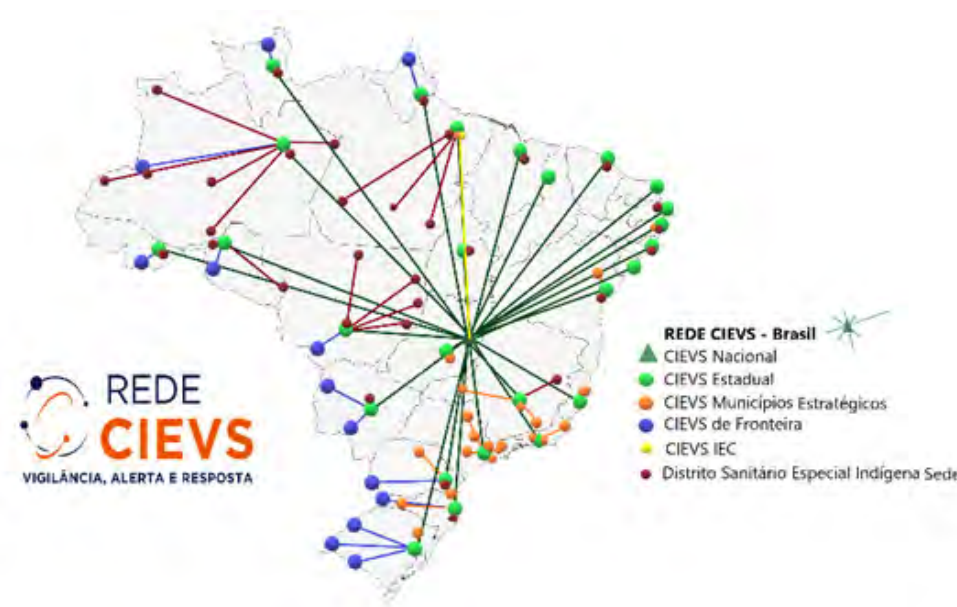 REDE CIEVS - Brasil
CIEVS Nacional
CIEVS Estadual
CIEVS Municípios Estratégicos
CIEVS de Fronteira
CIEVS IEC
Distrito Sanitário Especial Indígena Sede
REDE
CIEVS
VIGILÂNCIA, ALERTA E RESPOSTA